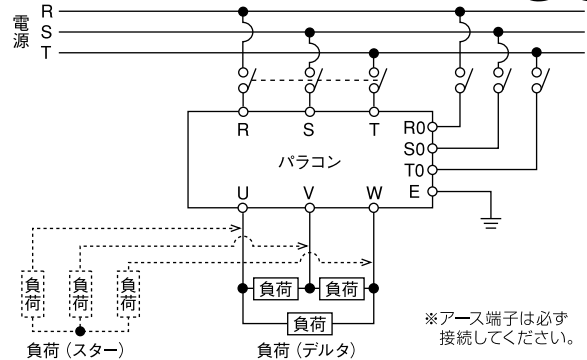 電源
R
S
T
R S T
R0
S0
T0
E
パラコン
U V W
負荷 負荷 負荷
負荷 負荷
負荷
負荷（スター）
負荷（デルタ）
※アース端子は必ず
接続してください。